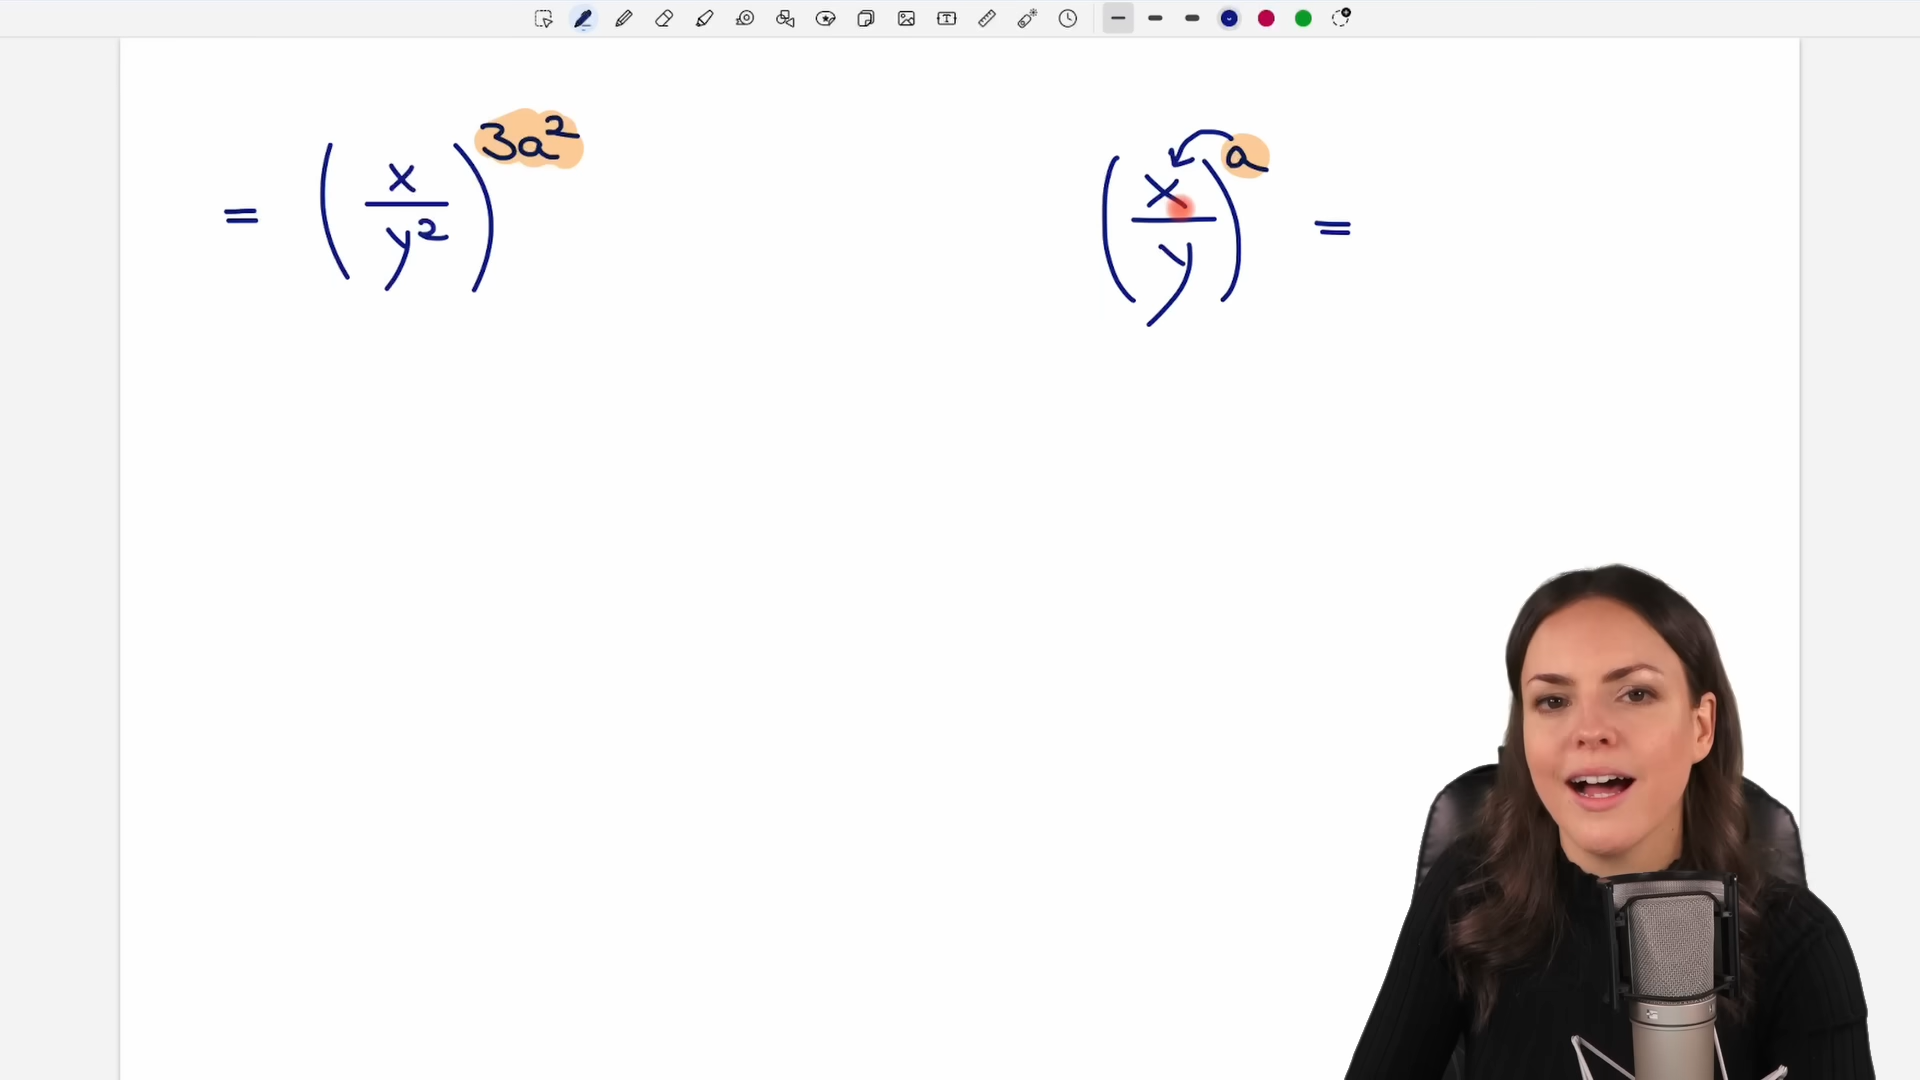 = (x/y²)^(3a²)
(x/y)^a =